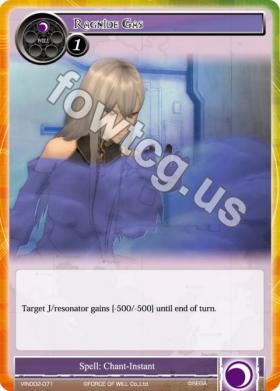 Ragnide Gas
WILL
1
fowtcg.us
Target J/resonator gains [-500/-500] until end of turn.
Spell: Chant-Instant
VIN002-071
©FORCE OF WILL Co.,Ltd.
©SEGA